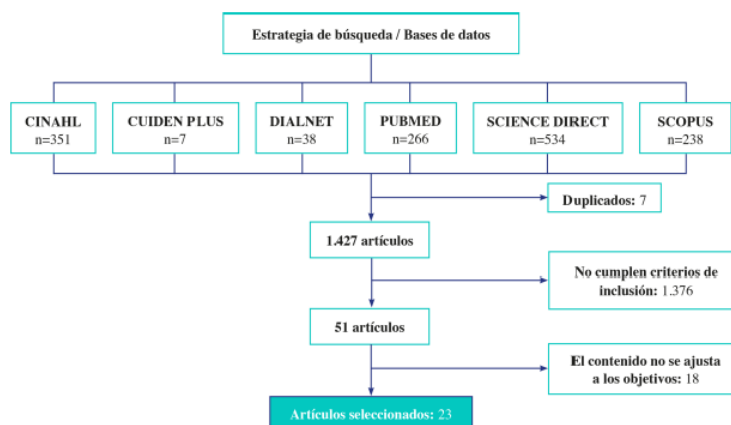 Estrategia de búsqueda / Bases de datos
CINAHL
n=351
CUIDEN PLUS
n=7
DIALNET
n=38
PUBMED
n=266
SCIENCE DIRECT
n=534
SCOPUS
n=238
Duplicados: 7
1.427 artículos
No cumplen criterios de
inclusión: 1.376
51 artículos
El contenido no se ajusta
a los objetivos: 18
Artículos seleccionados: 23